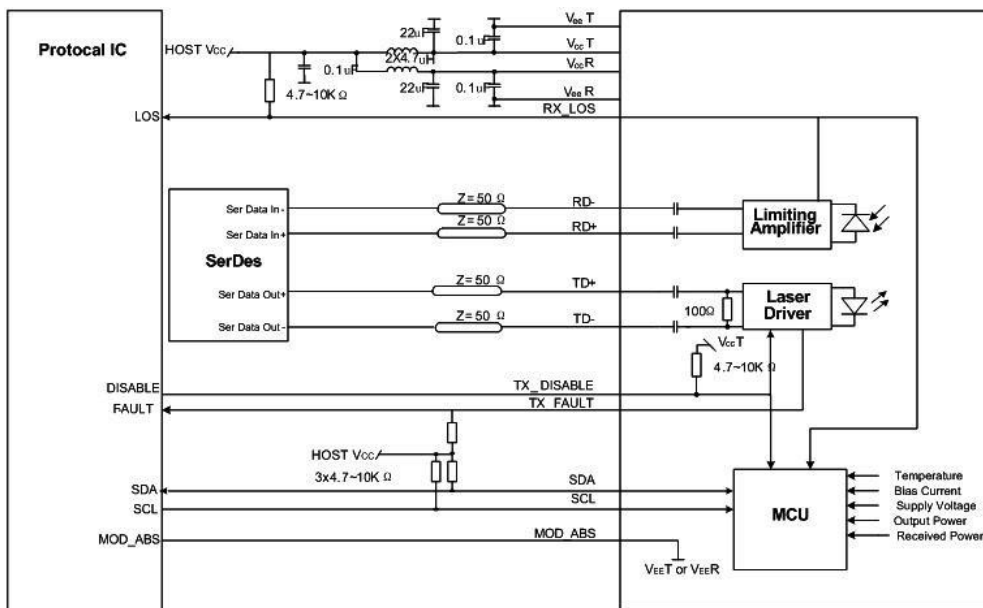 Protocal IC
HOST Vcc
22uF
0.1uF
VeeT
VccT
VccR
VeeR
0.1uF
2X4.7uH
22uF
0.1uF
4.7~10KΩ
LOS
RX_LOS
Z=50 Ω
RD-
Z=50 Ω
RD+
Limiting
Amplifier
Ser Data In-
Ser Data In+
SerDes
Ser Data Out+
Ser Data Out-
Z=50 Ω
TD+
Z=50 Ω
TD-
100Ω
Laser
Driver
VccT
4.7~10KΩ
DISABLE
TX_DISABLE
FAULT
TX_FAULT
HOST Vcc
3x4.7~10KΩ
SDA
SDA
SCL
SCL
MCU
Temperature
Bias Current
Supply Voltage
Output Power
Received Power
MOD_ABS
MOD_ABS
VEET or VEER